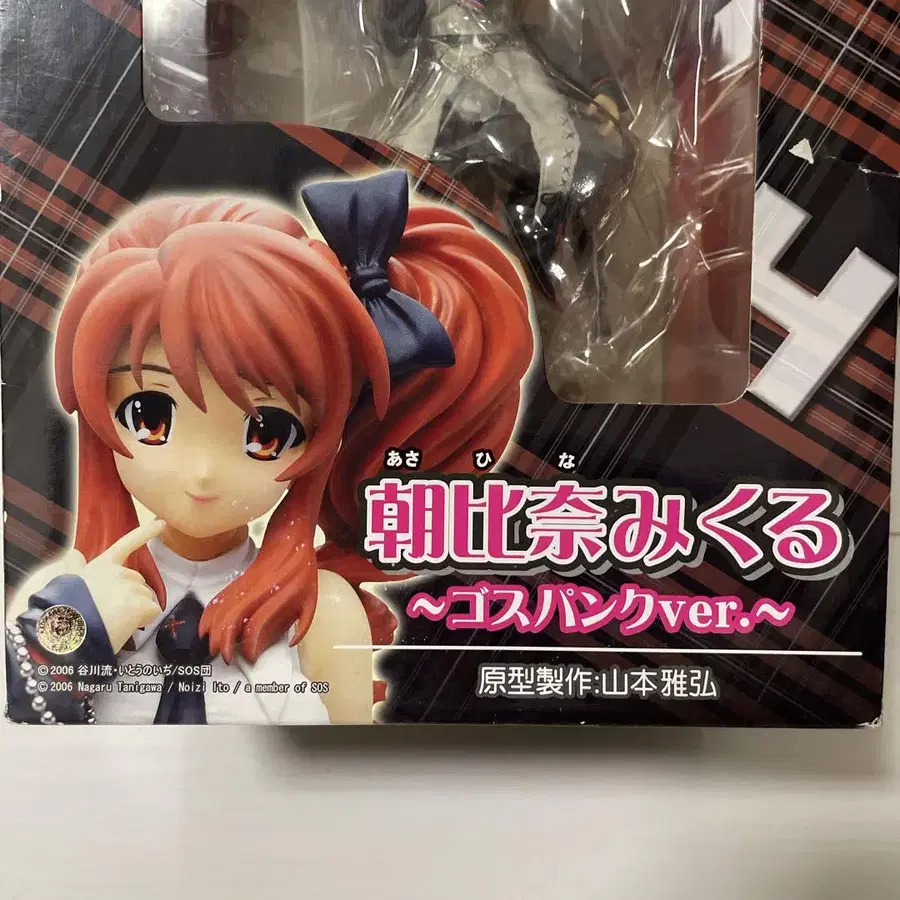 あさ ひ な
朝比奈みくる
～ゴスパンクver.～
原型製作:山本雅弘
© 2006 谷川流・いとうのいぢ/SOS団
© 2006 Nagaru Tanigawa / Noizi Ito / a member of SOS